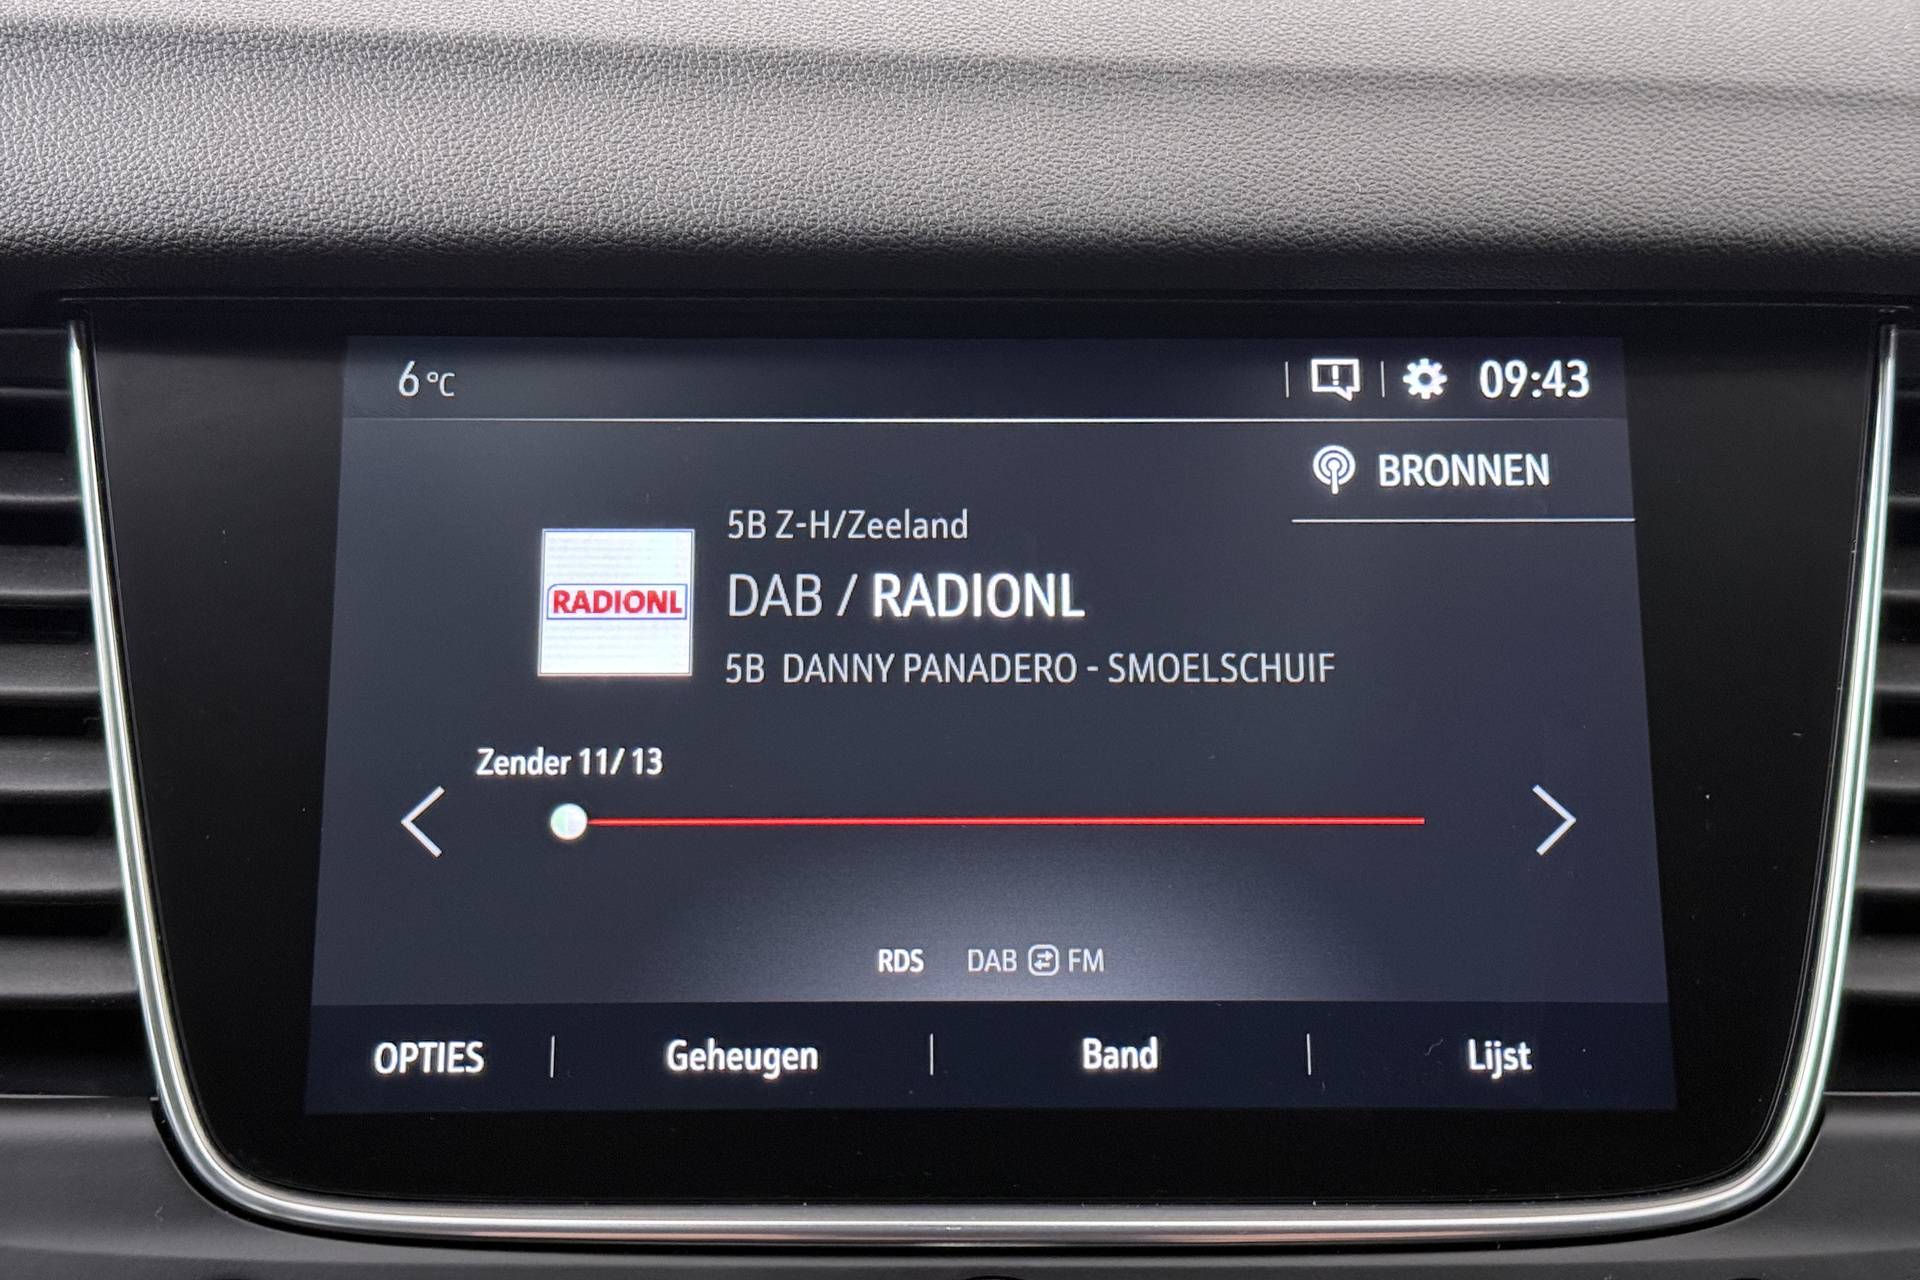 6 °C
09:43
BRONNEN
5B Z-H/Zeeland
RADIONL
DAB / RADIONL
5B DANNY PANADERO - SMOELSCHUIF
Zender 11/ 13
RDS DAB FM
OPTIES Geheugen Band Lijst